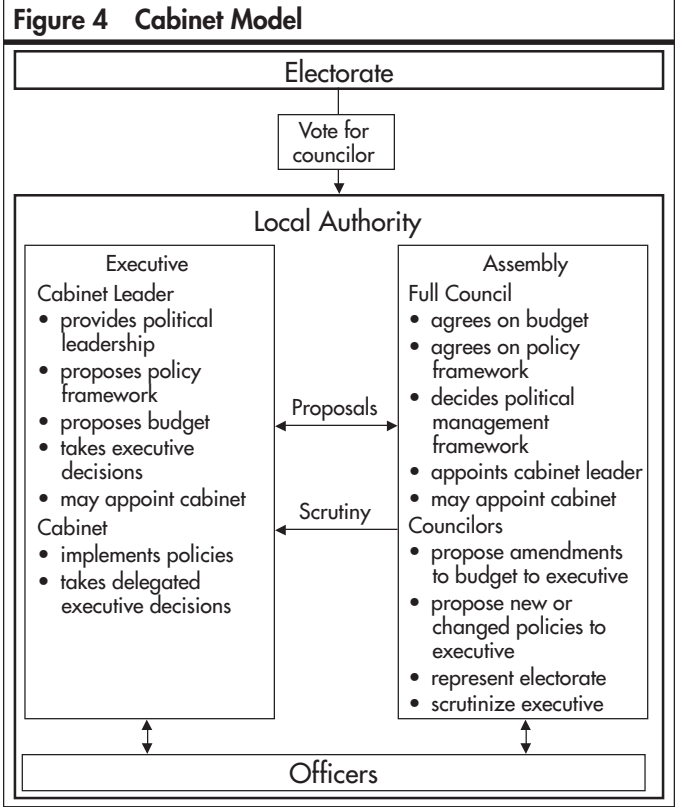 Figure 4 Cabinet Model
Electorate
Vote for
councilor
Local Authority
Executive
Cabinet Leader
• provides political
leadership
• proposes policy
framework
• proposes budget
• takes executive
decisions
• may appoint cabinet
Cabinet
• implements policies
• takes delegated
executive decisions
Proposals
Scrutiny
Assembly
Full Council
• agrees on budget
• agrees on policy
framework
• decides political
management
framework
• appoints cabinet leader
• may appoint cabinet
Councilors
• propose amendments
to budget to executive
• propose new or
changed policies to
executive
• represent electorate
• scrutinize executive
Officers